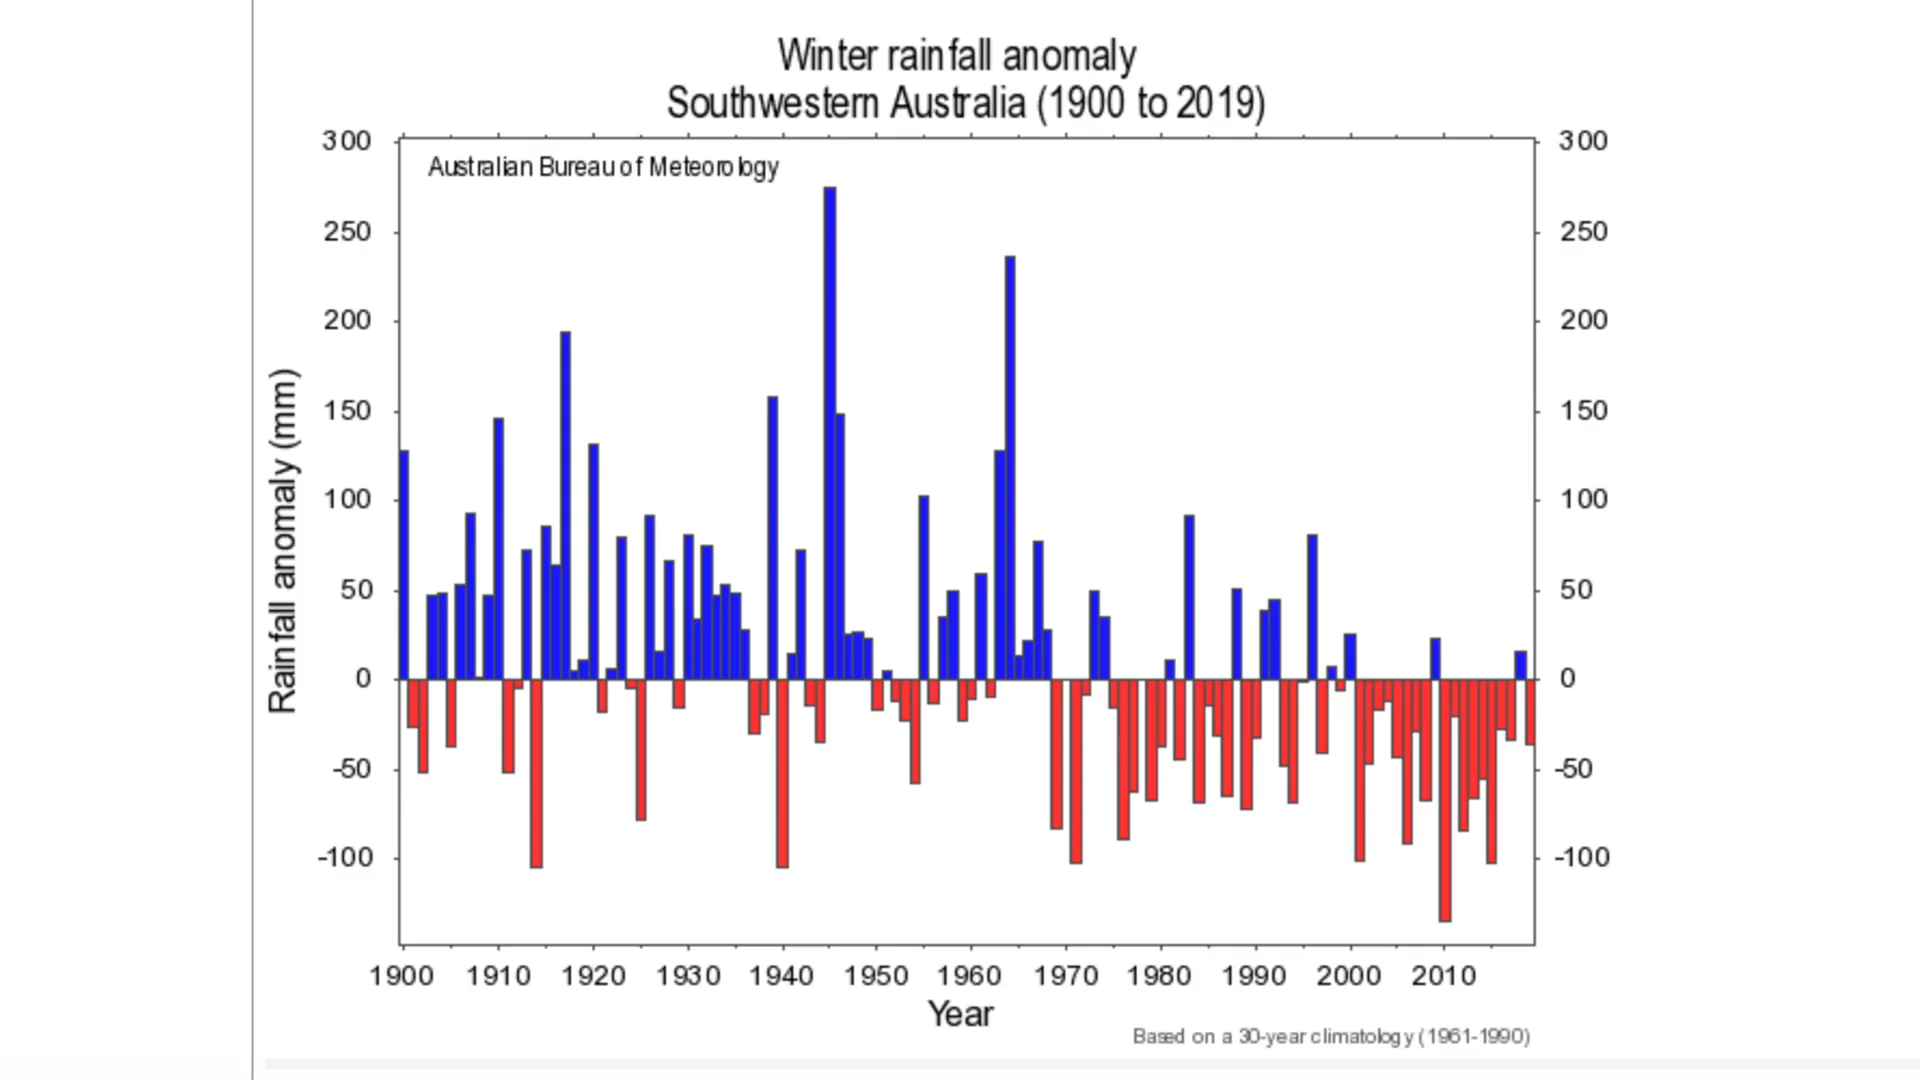 Winter rainfall anomaly
Southwestern Australia (1900 to 2019)
Australian Bureau of Meteorology
300
250
200
150
100
50
0
-50
-100
Rainfall anomaly (mm)
300
250
200
150
100
50
0
-50
-100
1900 1910 1920 1930 1940 1950 1960 1970 1980 1990 2000 2010
Year
Based on a 30-year climatology (1961-1990)